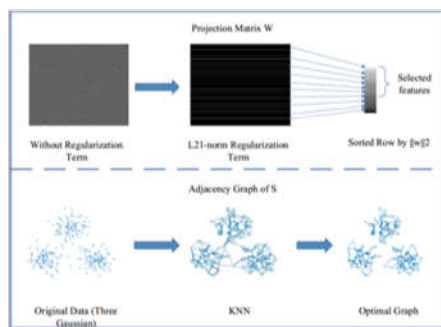 Projection Matrix W
Selected
features
Without Regularization
Term
L21-norm Regularization
Term
Sorted Row by ||w||2
Adjacency Graph of S
Original Data (Three
Gaussian)
KNN
Optimal Graph